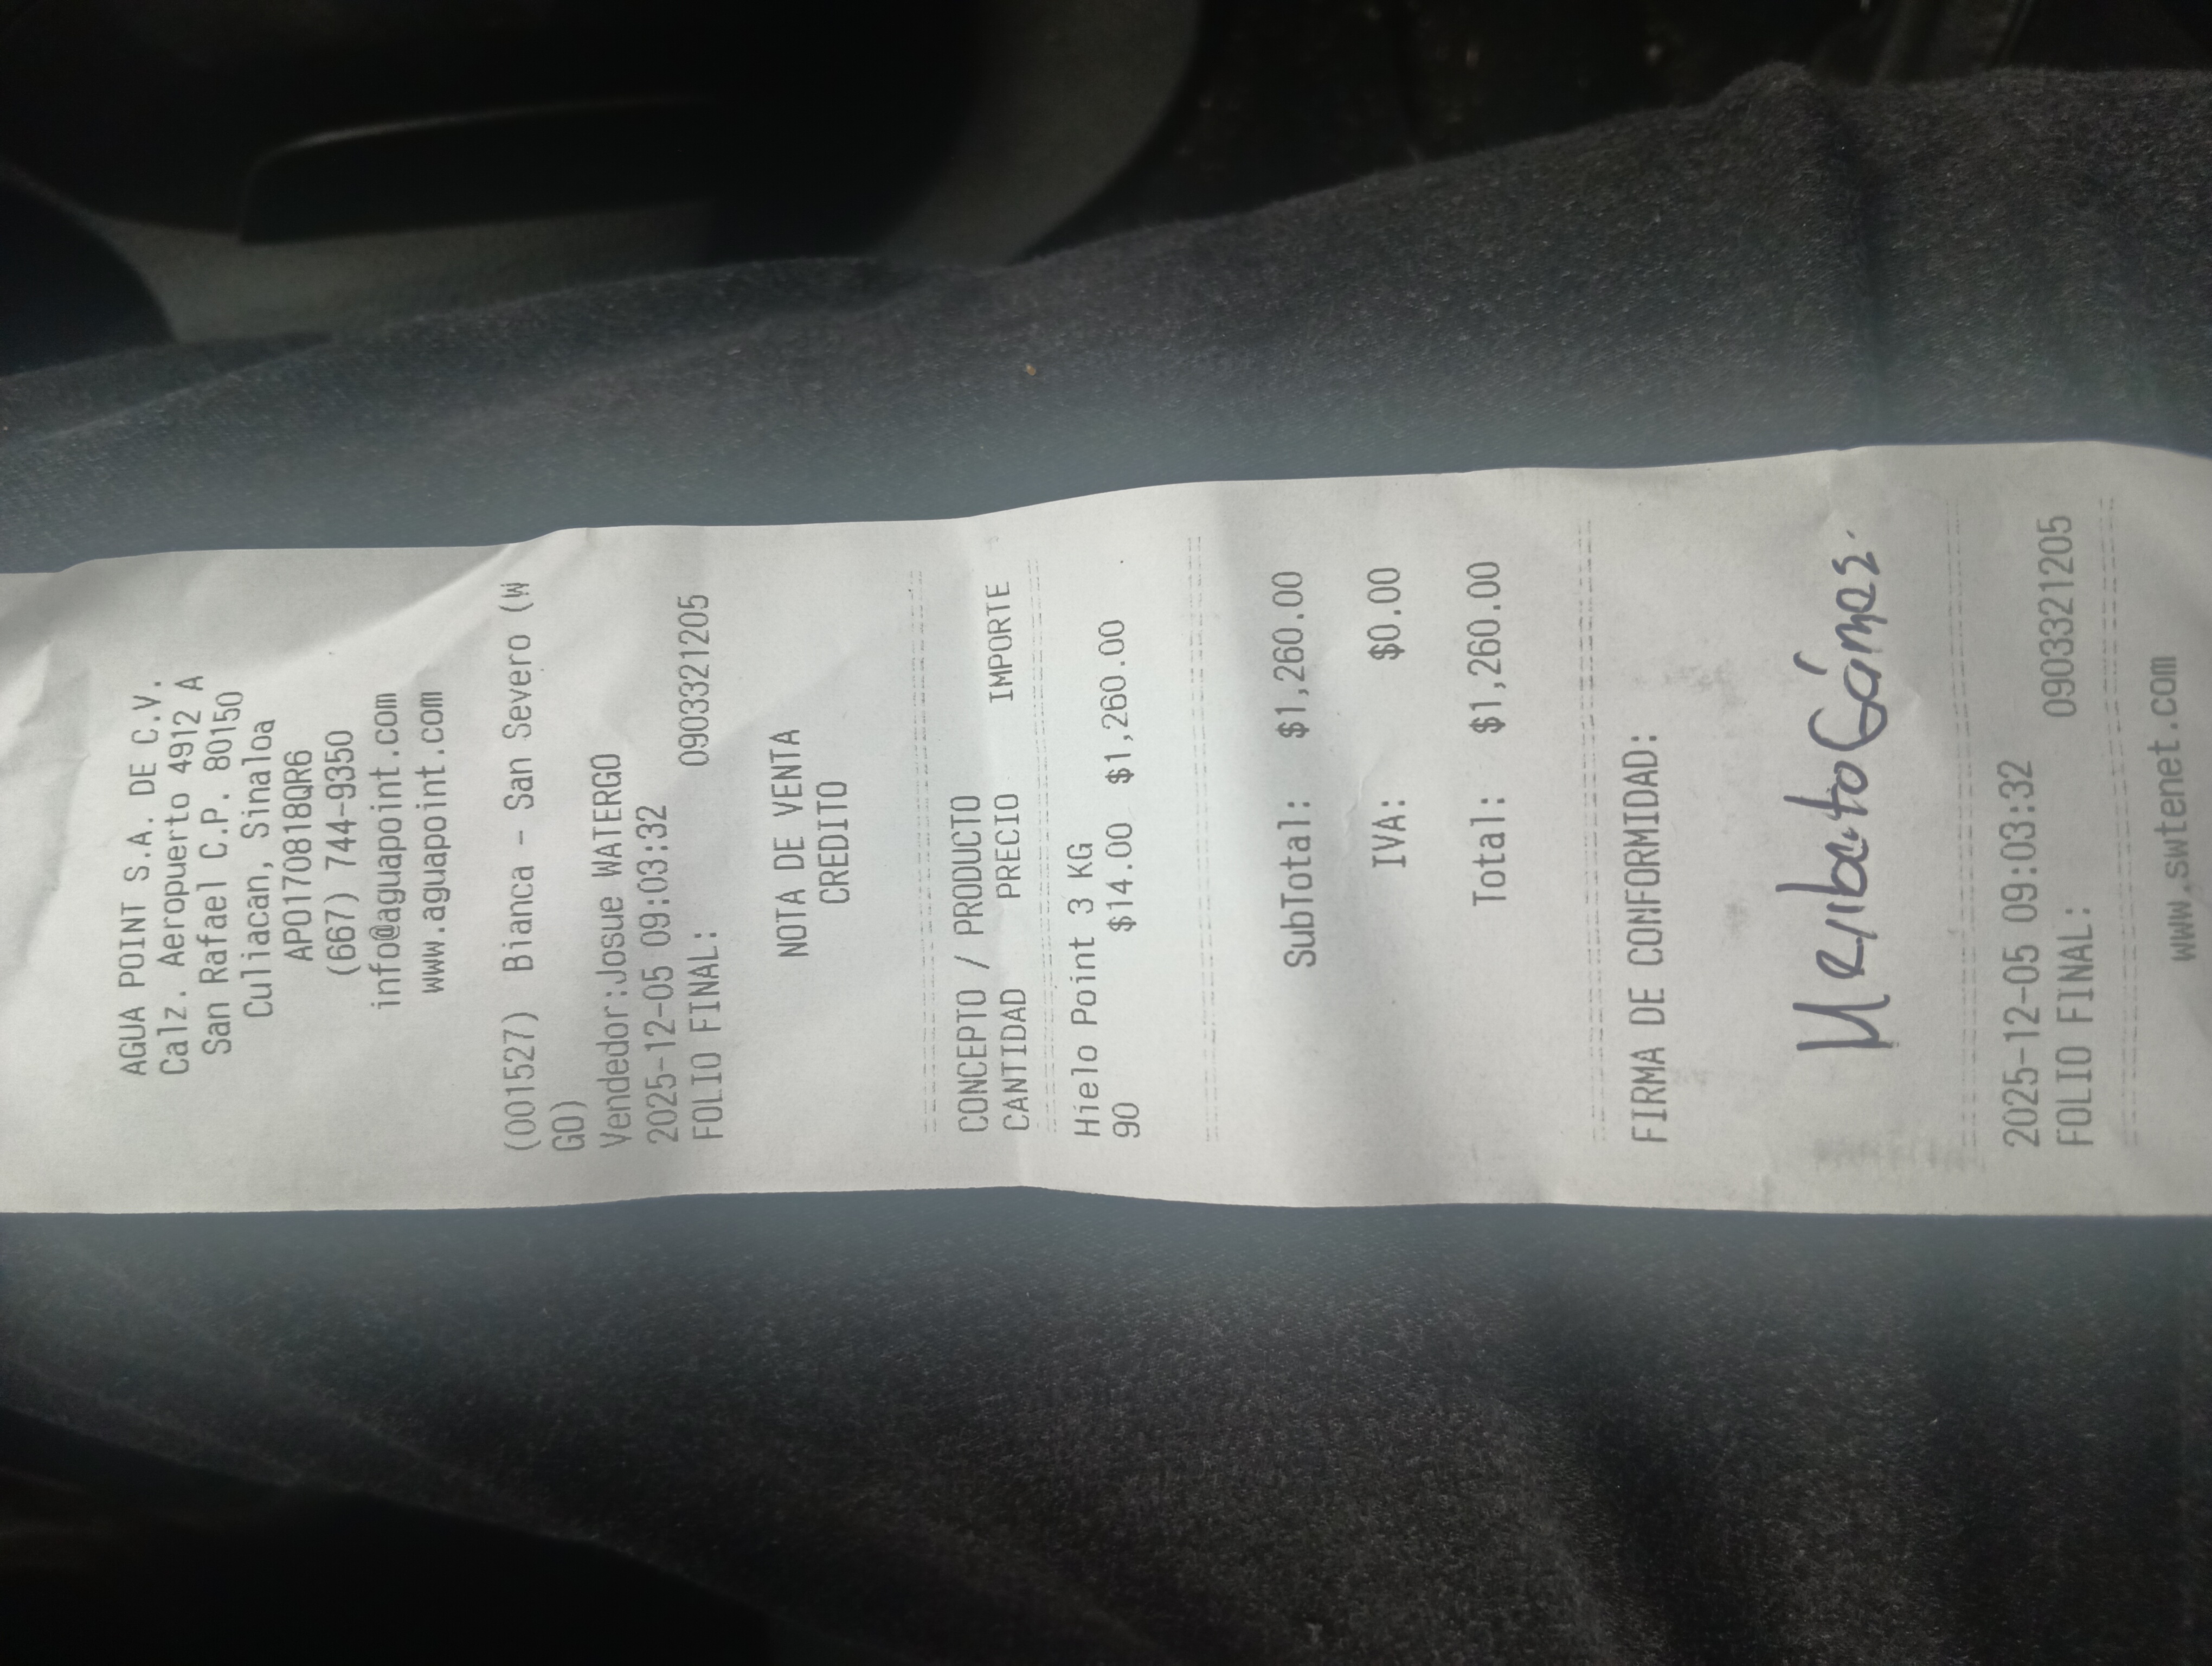 AGUA POINT S.A. DE C.V.
Calz. Aeropuerto 4912 A
San Rafael C.P. 80150
Culiacan, Sinaloa
APO170818QR6
(667) 744-9350
info@aguapoint.com
www.aguapoint.com
(001527) Bianca - San Severo (W
GO)
Vendedor:Josue WATERGO
2025-12-05 09:03:32
FOLIO FINAL: 0903321205
NOTA DE VENTA
CREDITO
CONCEPTO / PRODUCTO
CANTIDAD PRECIO IMPORTE
Hielo Point 3 KG
90 $14.00 $1,260.00
SubTotal: $1,260.00
IVA: $0.00
Total: $1,260.00
FIRMA DE CONFORMIDAD:
2025-12-05 09:03:32
FOLIO FINAL: 0903321205
www.swtenet.com